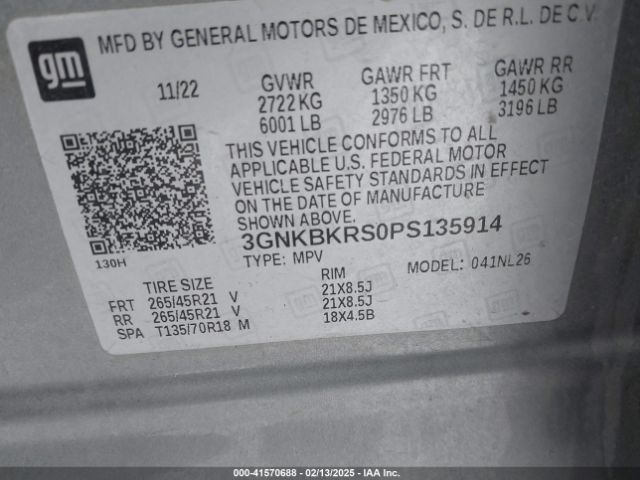 gm
MFD BY GENERAL MOTORS DE MEXICO, S. DE R.L. DE C.V.
11/22
GVWR
2722 KG
6001 LB
GAWR FRT
1350 KG
2976 LB
GAWR RR
1450 KG
3196 LB
THIS VEHICLE CONFORMS TO ALL
APPLICABLE U.S. FEDERAL MOTOR
VEHICLE SAFETY STANDARDS IN EFFECT
ON THE DATE OF MANUFACTURE
SHOWN ABOVE.
3GNKBKRS0PS135914
130H
TYPE: MPV
MODEL: 041NL26
TIRE SIZE RIM
FRT 265/45R21 V 21X8.5J
RR 265/45R21 V 21X8.5J
SPA T135/70R18 M 18X4.5B
000-41570688 - 02/13/2025 - IAA Inc.